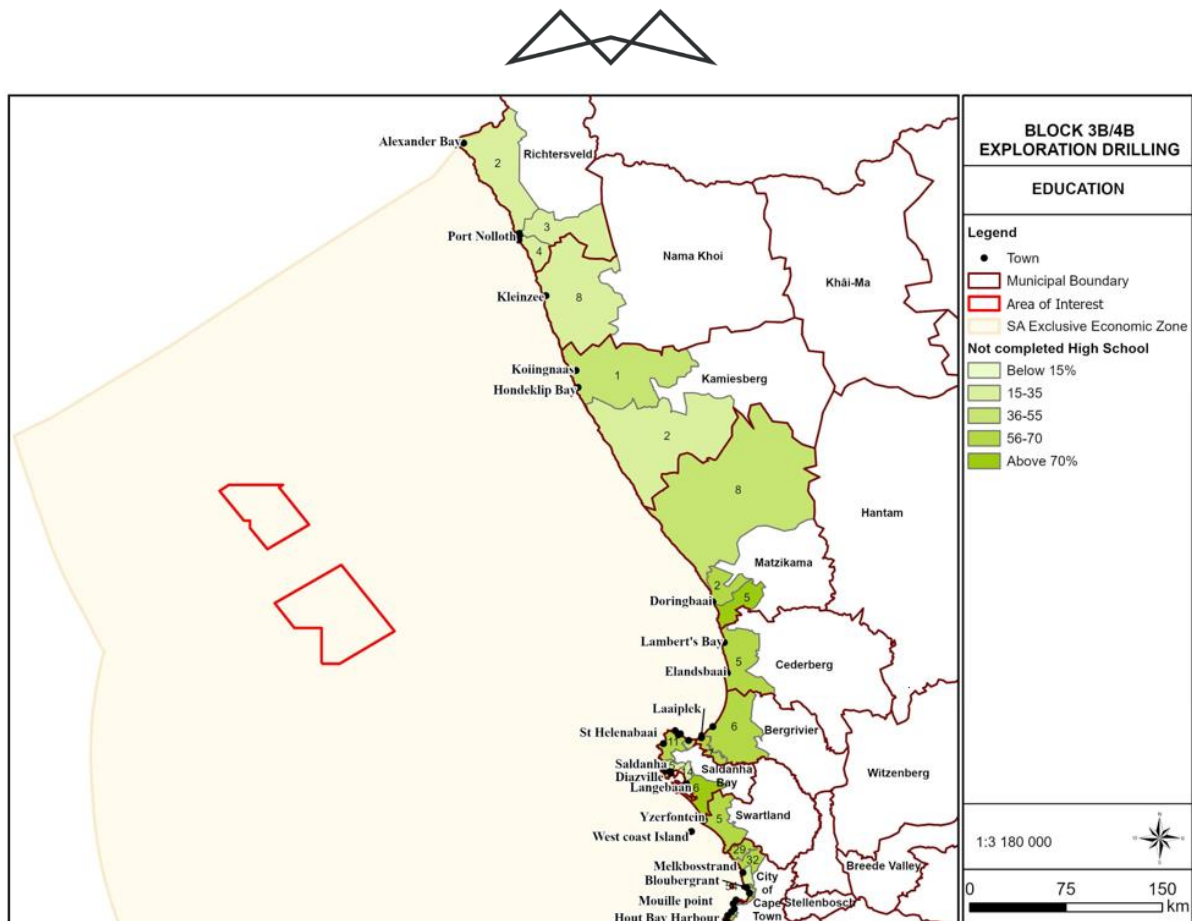 Alexander Bay
2
Richtersveld
3
Port Nolloth
4
Nama Khoi
Khâi-Ma
Kleinzee
8
Koiingnaas
1
Kamiesberg
Hondeklip Bay
2
8
Hantam
Matzikama
2
5
Doringbaai
Lambert's Bay
5
Cederberg
Elandsbaai
Laaiplek
6
Bergrivier
St Helenabaai
11
Saldanha
5
4
Saldanha
Bay
Witzenberg
Diazville
Langebaan
6
Yzerfontein
5
Swartland
West coast Island
29
32
Melkbosstrand
Breede Valley
Bloubergrant
City
of
Cape
Town
Stellenbosch
Mouille point
Hout Bay Harbour
BLOCK 3B/4B
EXPLORATION DRILLING
EDUCATION
Legend
Town
Municipal Boundary
Area of Interest
SA Exclusive Economic Zone
Not completed High School
Below 15%
15-35
36-55
56-70
Above 70%
1:3 180 000
0 75 150
km